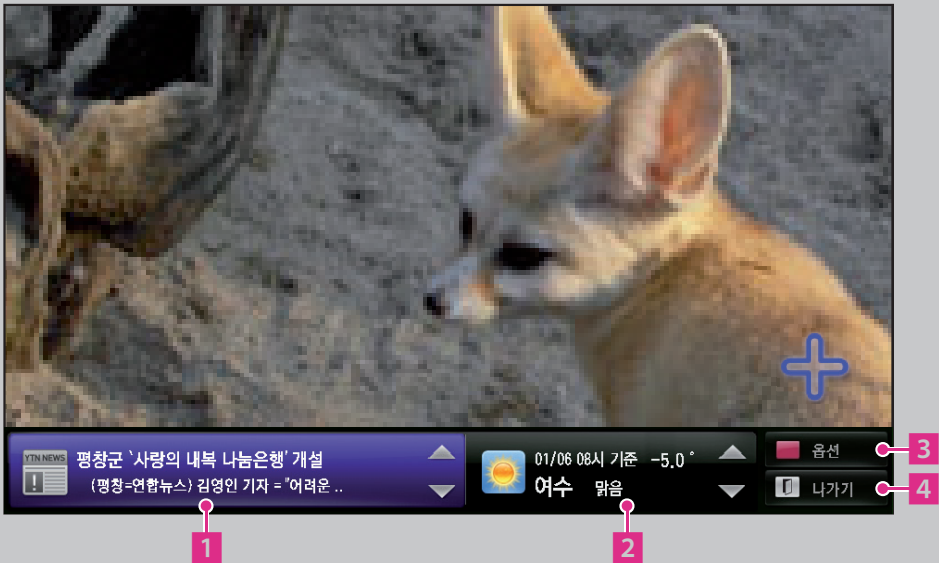 YTN NEWS
평창군 `사랑의 내복 나눔은행' 개설
(평창=연합뉴스) 김영인 기자 = "어려운 ..
01/06 08시 기준 -5.0°
여수 맑음
옵션
나가기
1
2
3
4